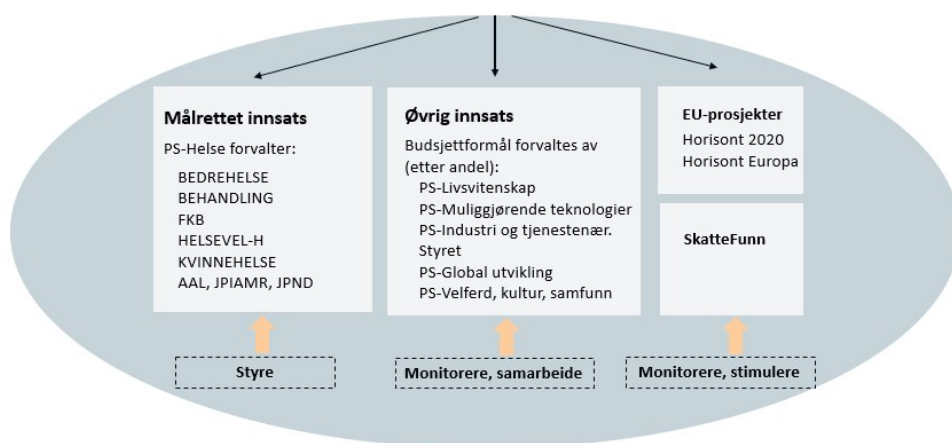 Målrettet innsats
PS-Helse forvalter:
BEDREHELSE
BEHANDLING
FKB
HELSEVEL-H
KVINNEHELSE
AAL, JPIAMR, JPND
Styre
Øvrig innsats
Budsjettformål forvaltes av
(etter andel):
PS-Livsvitenskap
PS-Muliggjørende teknologier
PS-Industri og tjenestenær.
Styret
PS-Global utvikling
PS-Velferd, kultur, samfunn
Monitorere, samarbeide
EU-prosjekter
Horisont 2020
Horisont Europa
SkatteFunn
Monitorere, stimulere